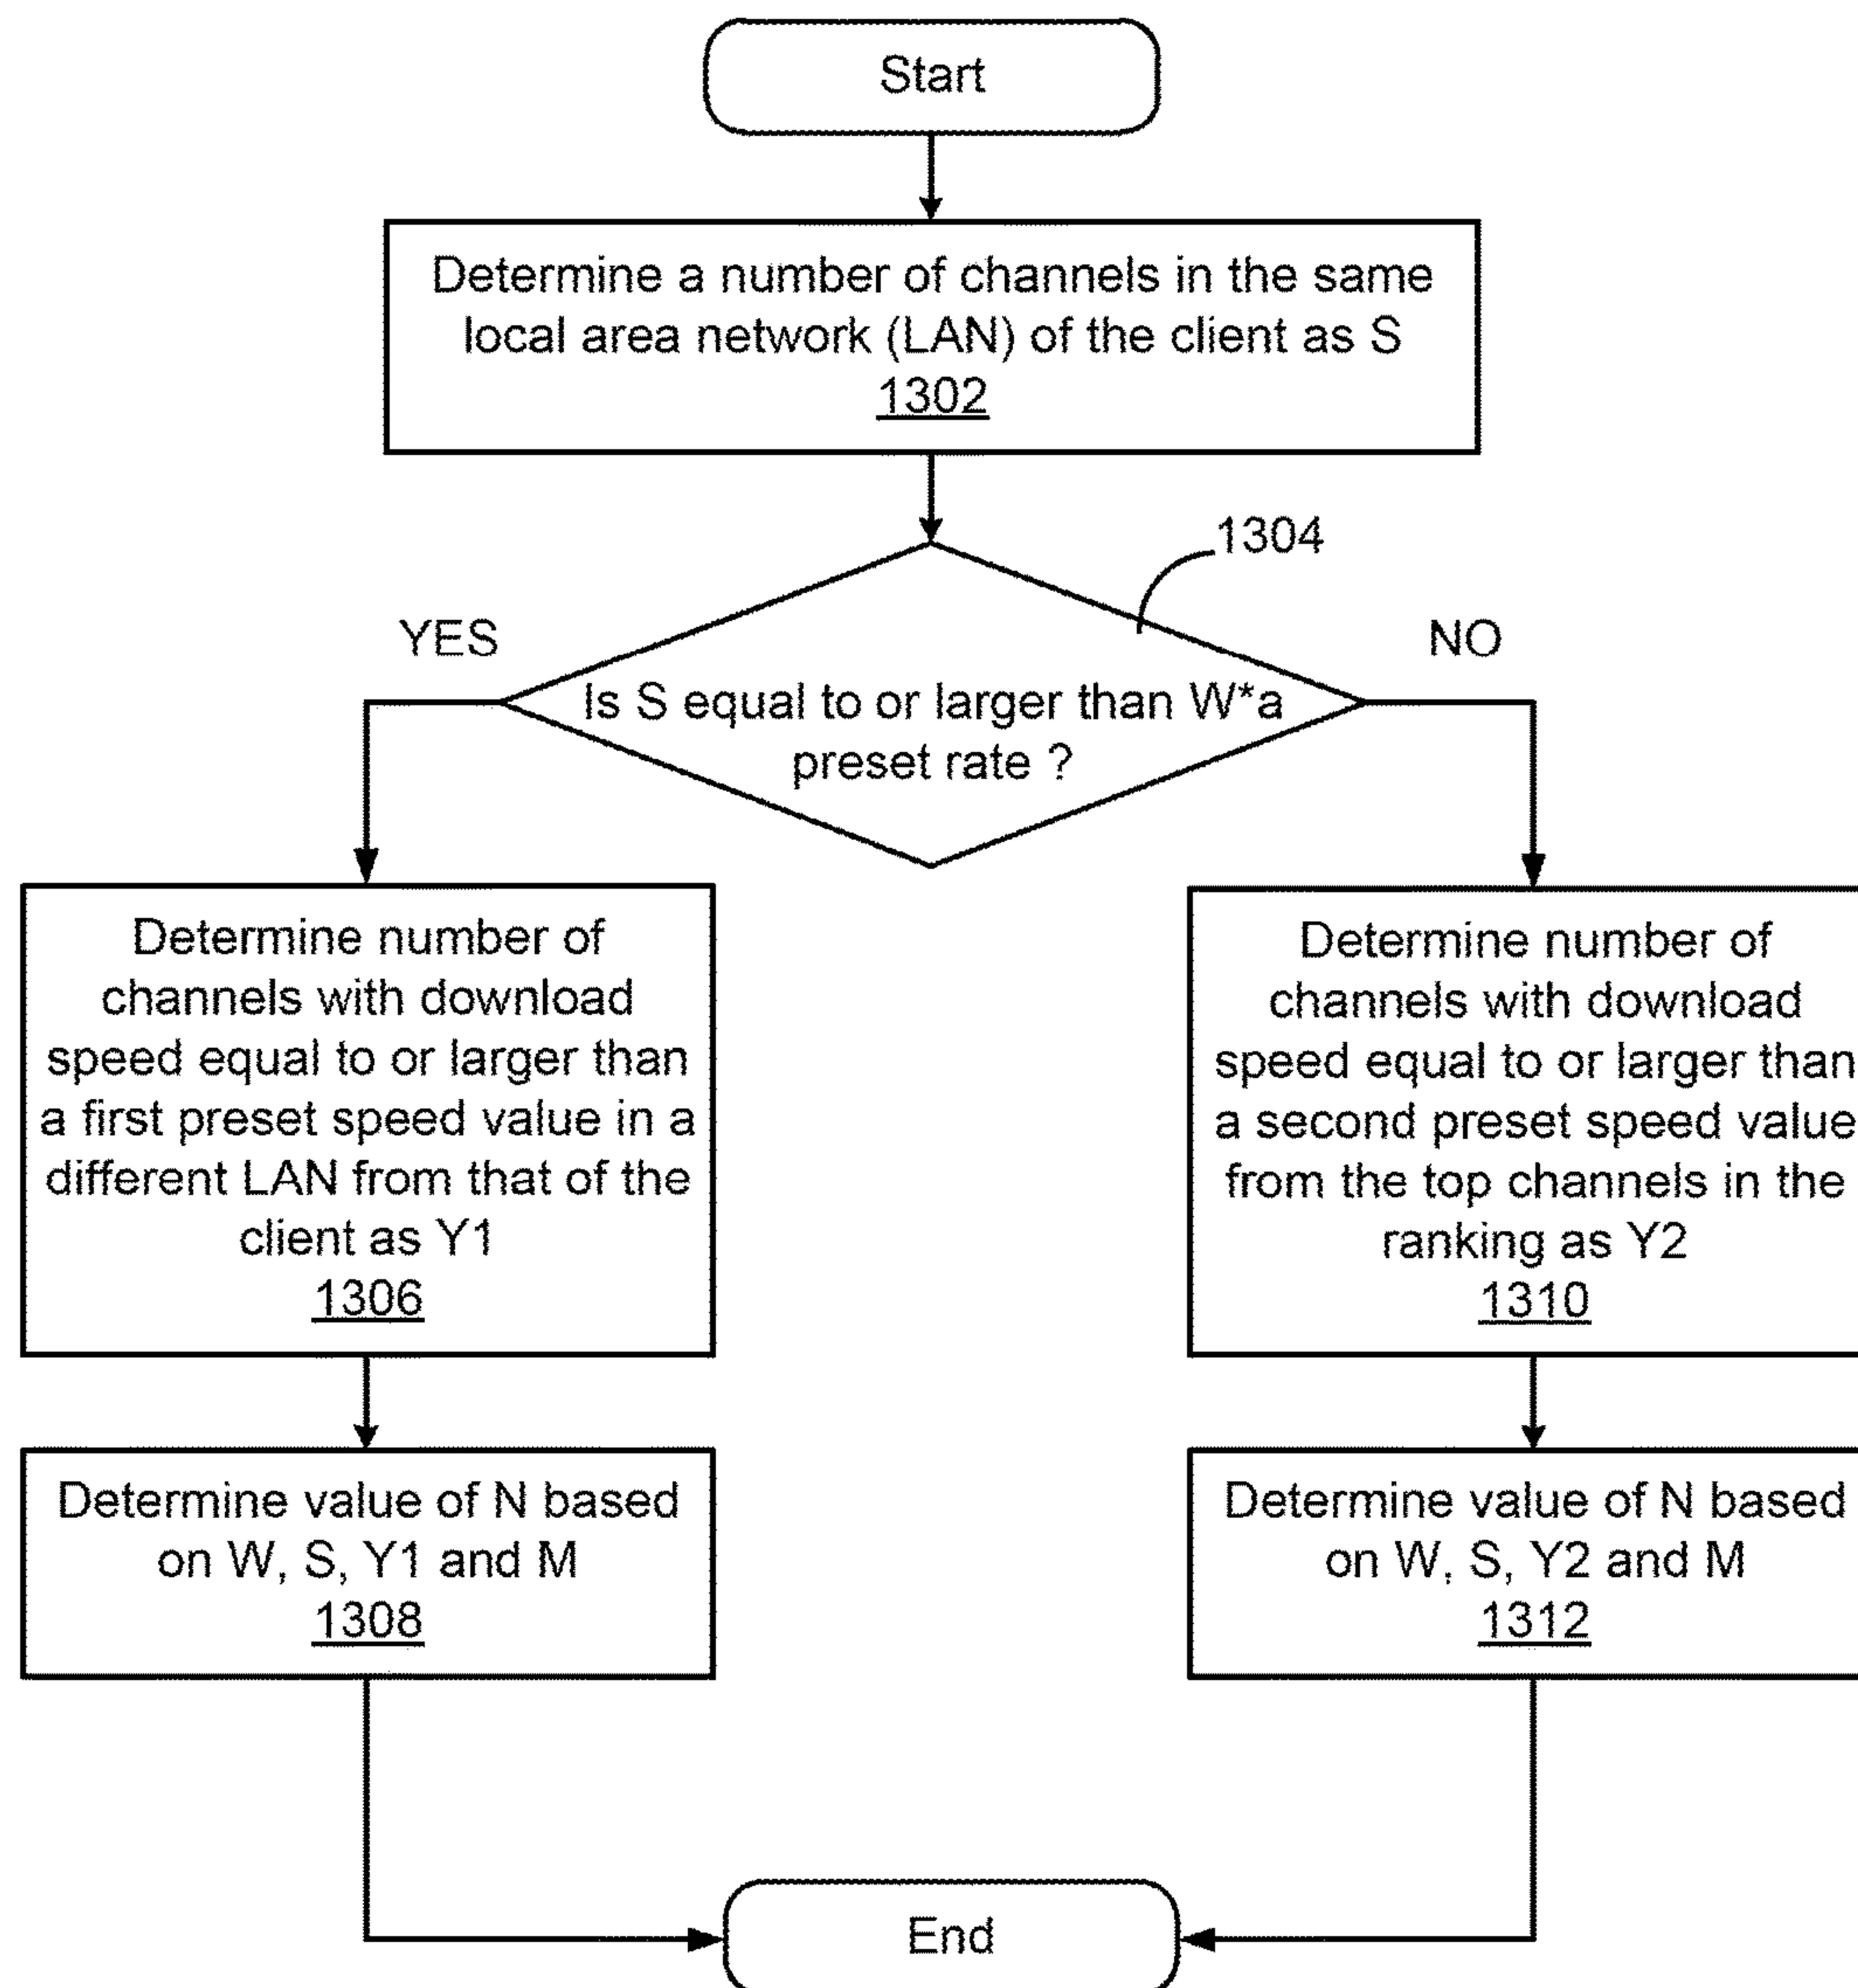 Start
Determine a number of channels in the same
local area network (LAN) of the client as S
1302
1304
YES
NO
Is S equal to or larger than W*a
preset rate ?
Determine number of
channels with download
speed equal to or larger than
a first preset speed value in a
different LAN from that of the
client as Y1
1306
Determine number of
channels with download
speed equal to or larger than
a second preset speed value
from the top channels in the
ranking as Y2
1310
Determine value of N based
on W, S, Y1 and M
1308
Determine value of N based
on W, S, Y2 and M
1312
End